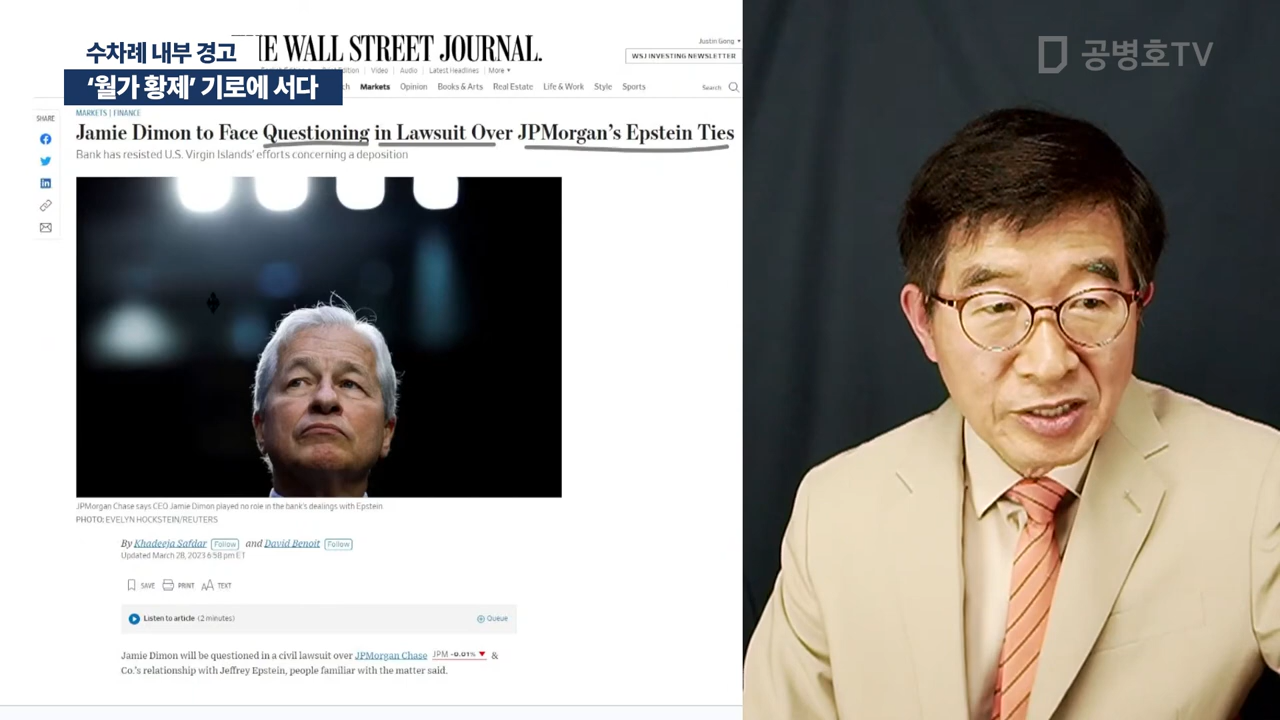 수차례 내부 경고
‘월가 황제’ 기로에 서다
공병호TV
E WALL STREET JOURNAL.
Justin Gong
WSJ INVESTING NEWSLETTER
Edition Video Audio Latest Headlines More
ch Markets Opinion Books & Arts Real Estate Life & Work Style Sports Search
SHARE
MARKETS | FINANCE
Jamie Dimon to Face Questioning in Lawsuit Over JPMorgan’s Epstein Ties
Bank has resisted U.S. Virgin Islands’ efforts concerning a deposition
JPMorgan Chase says CEO Jamie Dimon played no role in the bank’s dealings with Epstein.
PHOTO: EVELYN HOCKSTEIN/REUTERS
By Khadeeja Safdar Follow and David Benoit Follow
Updated March 28, 2023 6:58 pm ET
SAVE PRINT AA TEXT
Listen to article (2 minutes) Queue
Jamie Dimon will be questioned in a civil lawsuit over JPMorgan Chase JPM -0.01% &
Co.’s relationship with Jeffrey Epstein, people familiar with the matter said.